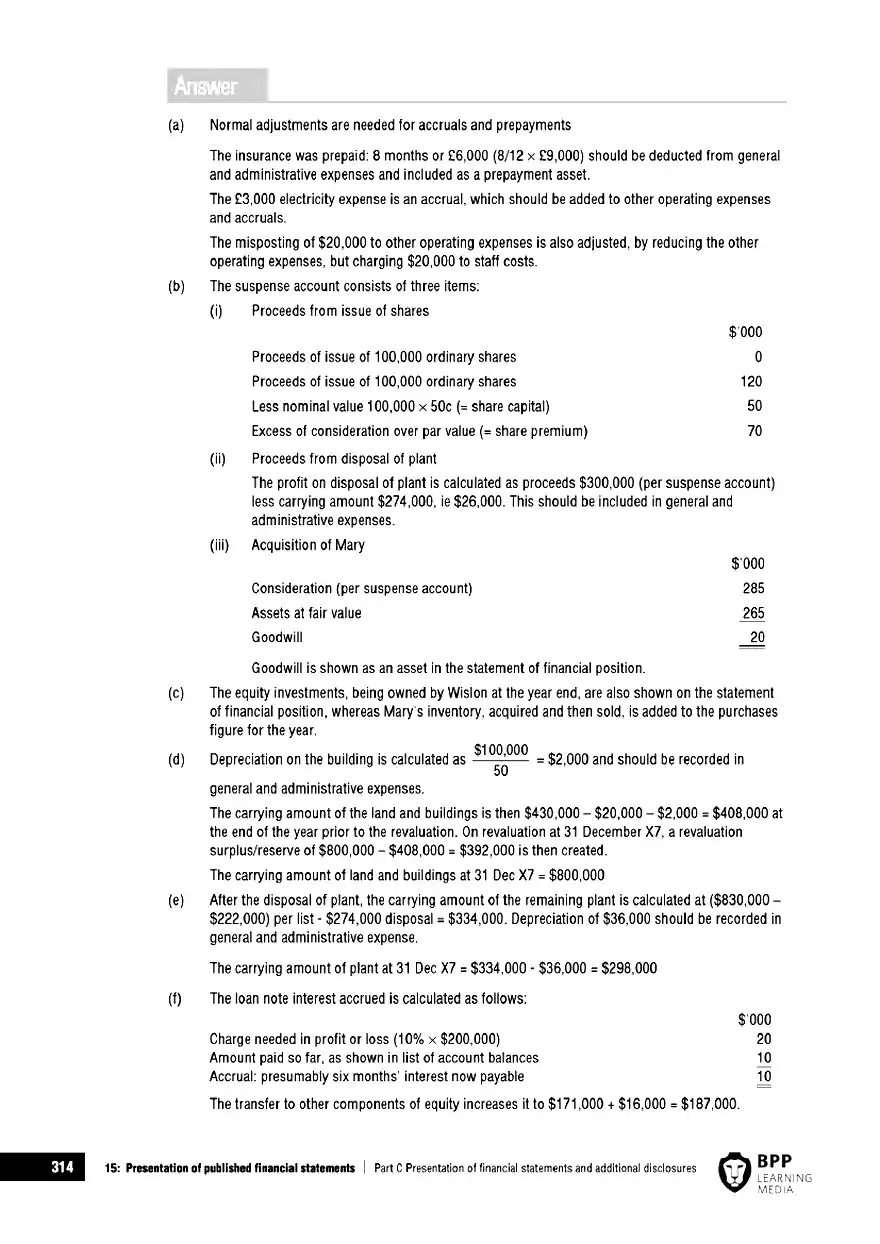 Answer
(a) Normal adjustments are needed for accruals and prepayments
The insurance was prepaid: 8 months or £6,000 (8/12 × £9,000) should be deducted from general
and administrative expenses and included as a prepayment asset.
The £3,000 electricity expense is an accrual, which should be added to other operating expenses
and accruals.
The misposting of $20,000 to other operating expenses is also adjusted, by reducing the other
operating expenses, but charging $20,000 to staff costs.
(b) The suspense account consists of three items:
(i) Proceeds from issue of shares
$'000
Proceeds of issue of 100,000 ordinary shares 0
Proceeds of issue of 100,000 ordinary shares 120
Less nominal value 100,000 × 50c (= share capital) 50
Excess of consideration over par value (= share premium) 70
(ii) Proceeds from disposal of plant
The profit on disposal of plant is calculated as proceeds $300,000 (per suspense account)
less carrying amount $274,000, ie $26,000. This should be included in general and
administrative expenses.
(iii) Acquisition of Mary
$'000
Consideration (per suspense account) 285
Assets at fair value 265
Goodwill 20
Goodwill is shown as an asset in the statement of financial position.
(c) The equity investments, being owned by Wislon at the year end, are also shown on the statement
of financial position, whereas Mary's inventory, acquired and then sold, is added to the purchases
figure for the year.
(d) Depreciation on the building is calculated as $100,000 / 50 = $2,000 and should be recorded in
general and administrative expenses.
The carrying amount of the land and buildings is then $430,000 – $20,000 – $2,000 = $408,000 at
the end of the year prior to the revaluation. On revaluation at 31 December X7, a revaluation
surplus/reserve of $800,000 – $408,000 = $392,000 is then created.
The carrying amount of land and buildings at 31 Dec X7 = $800,000
(e) After the disposal of plant, the carrying amount of the remaining plant is calculated at ($830,000 –
$222,000) per list - $274,000 disposal = $334,000. Depreciation of $36,000 should be recorded in
general and administrative expense.
The carrying amount of plant at 31 Dec X7 = $334,000 - $36,000 = $298,000
(f) The loan note interest accrued is calculated as follows:
$'000
Charge needed in profit or loss (10% × $200,000) 20
Amount paid so far, as shown in list of account balances 10
Accrual: presumably six months' interest now payable 10
The transfer to other components of equity increases it to $171,000 + $16,000 = $187,000.
314 15: Presentation of published financial statements | Part C Presentation of financial statements and additional disclosures
BPP
LEARNING
MEDIA